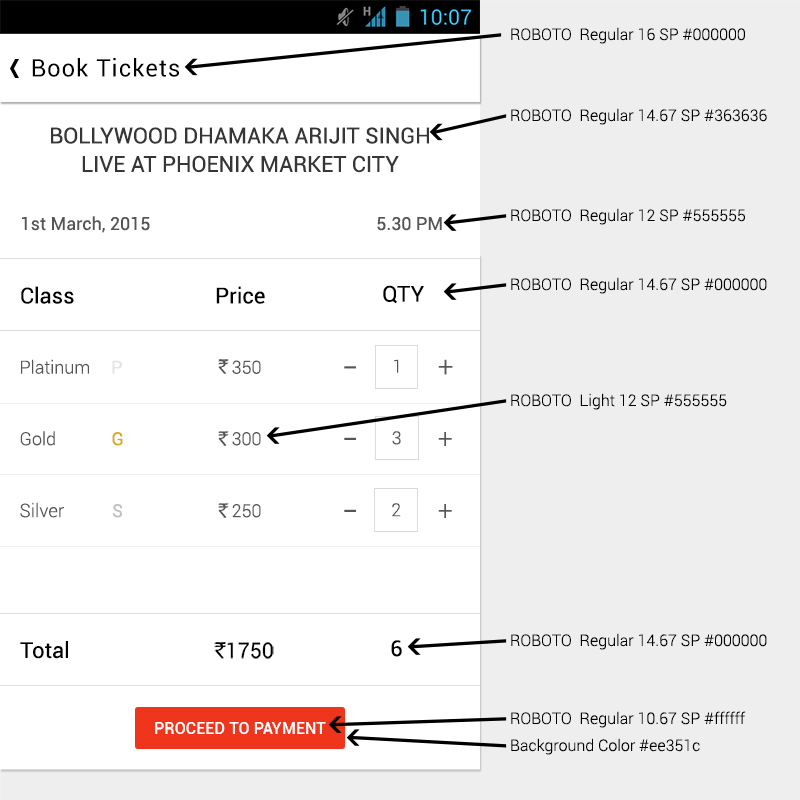 H 10:07
ROBOTO Regular 16 SP #000000
Book Tickets
ROBOTO Regular 14.67 SP #363636
BOLLYWOOD DHAMAKA ARIJIT SINGH
LIVE AT PHOENIX MARKET CITY
1st March, 2015 5.30 PM
ROBOTO Regular 12 SP #555555
Class Price QTY
ROBOTO Regular 14.67 SP #000000
Platinum P ₹350 − 1 +
ROBOTO Light 12 SP #555555
Gold G ₹300 − 3 +
Silver S ₹250 − 2 +
Total ₹1750 6
ROBOTO Regular 14.67 SP #000000
PROCEED TO PAYMENT
ROBOTO Regular 10.67 SP #ffffff
Background Color #ee351c